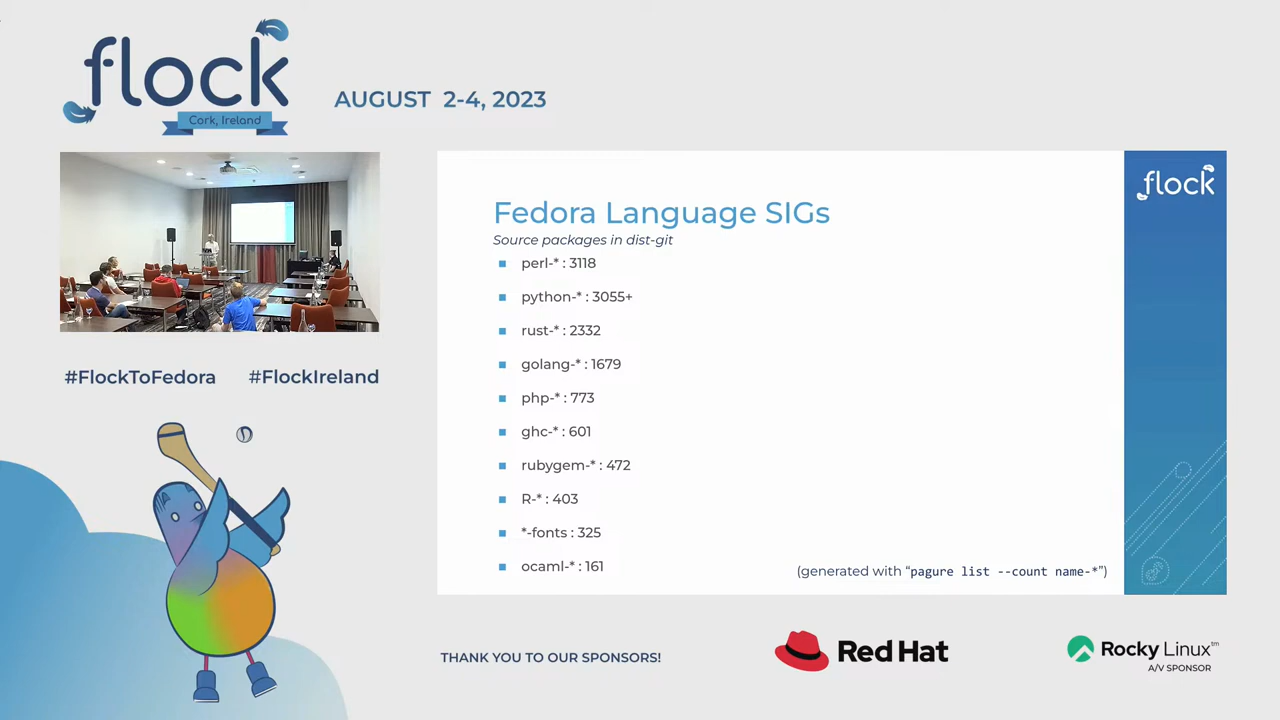 flock
Cork, Ireland
AUGUST 2-4, 2023
flock
Fedora Language SIGs
Source packages in dist-git
perl-* : 3118
python-* : 3055+
rust-* : 2332
golang-* : 1679
php-* : 773
ghc-* : 601
rubygem-* : 472
R-* : 403
*-fonts : 325
ocaml-* : 161
(generated with “pagure list --count name-*”)
#FlockToFedora #FlockIreland
THANK YOU TO OUR SPONSORS!
Red Hat
Rocky Linux™
A/V SPONSOR